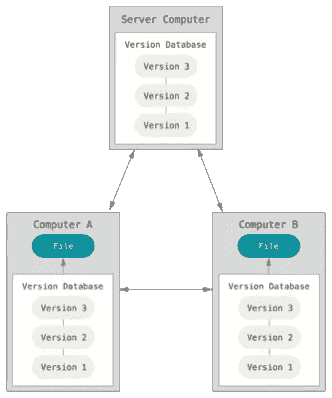 Server Computer
Version Database
Version 3
Version 2
Version 1
Computer A
File
Version Database
Version 3
Version 2
Version 1
Computer B
File
Version Database
Version 3
Version 2
Version 1